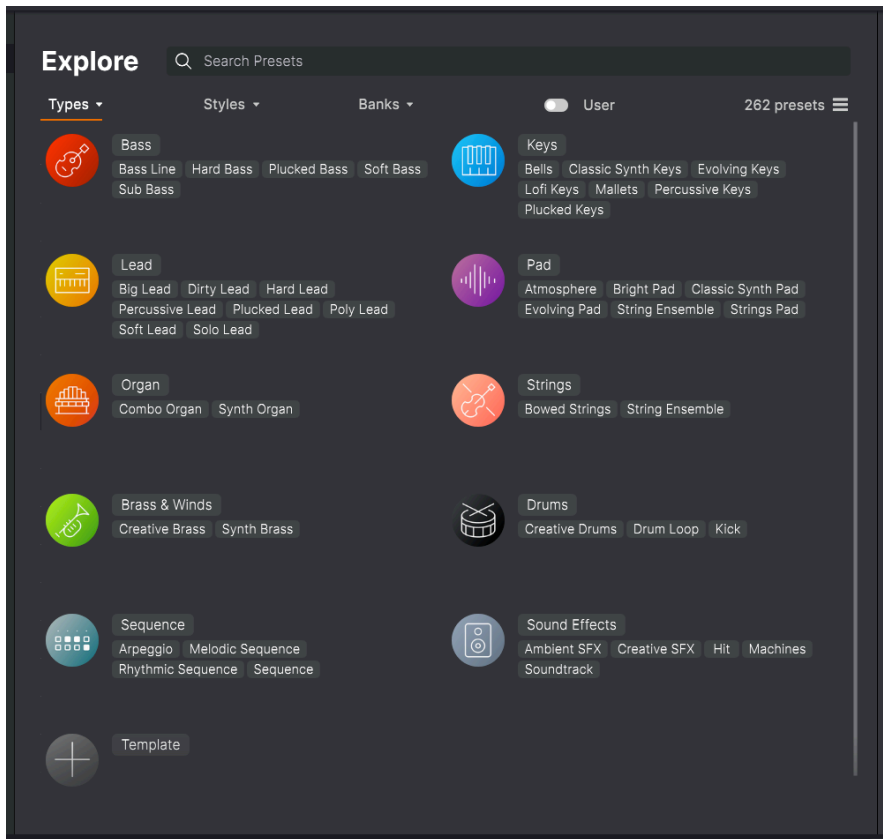 Explore
Search Presets
Types
Styles
Banks
User
262 presets
Bass
Bass Line Hard Bass Plucked Bass Soft Bass
Sub Bass
Keys
Bells Classic Synth Keys Evolving Keys
Lofi Keys Mallets Percussive Keys
Plucked Keys
Lead
Big Lead Dirty Lead Hard Lead
Percussive Lead Plucked Lead Poly Lead
Soft Lead Solo Lead
Pad
Atmosphere Bright Pad Classic Synth Pad
Evolving Pad String Ensemble Strings Pad
Organ
Combo Organ Synth Organ
Strings
Bowed Strings String Ensemble
Brass & Winds
Creative Brass Synth Brass
Drums
Creative Drums Drum Loop Kick
Sequence
Arpeggio Melodic Sequence
Rhythmic Sequence Sequence
Sound Effects
Ambient SFX Creative SFX Hit Machines
Soundtrack
Template